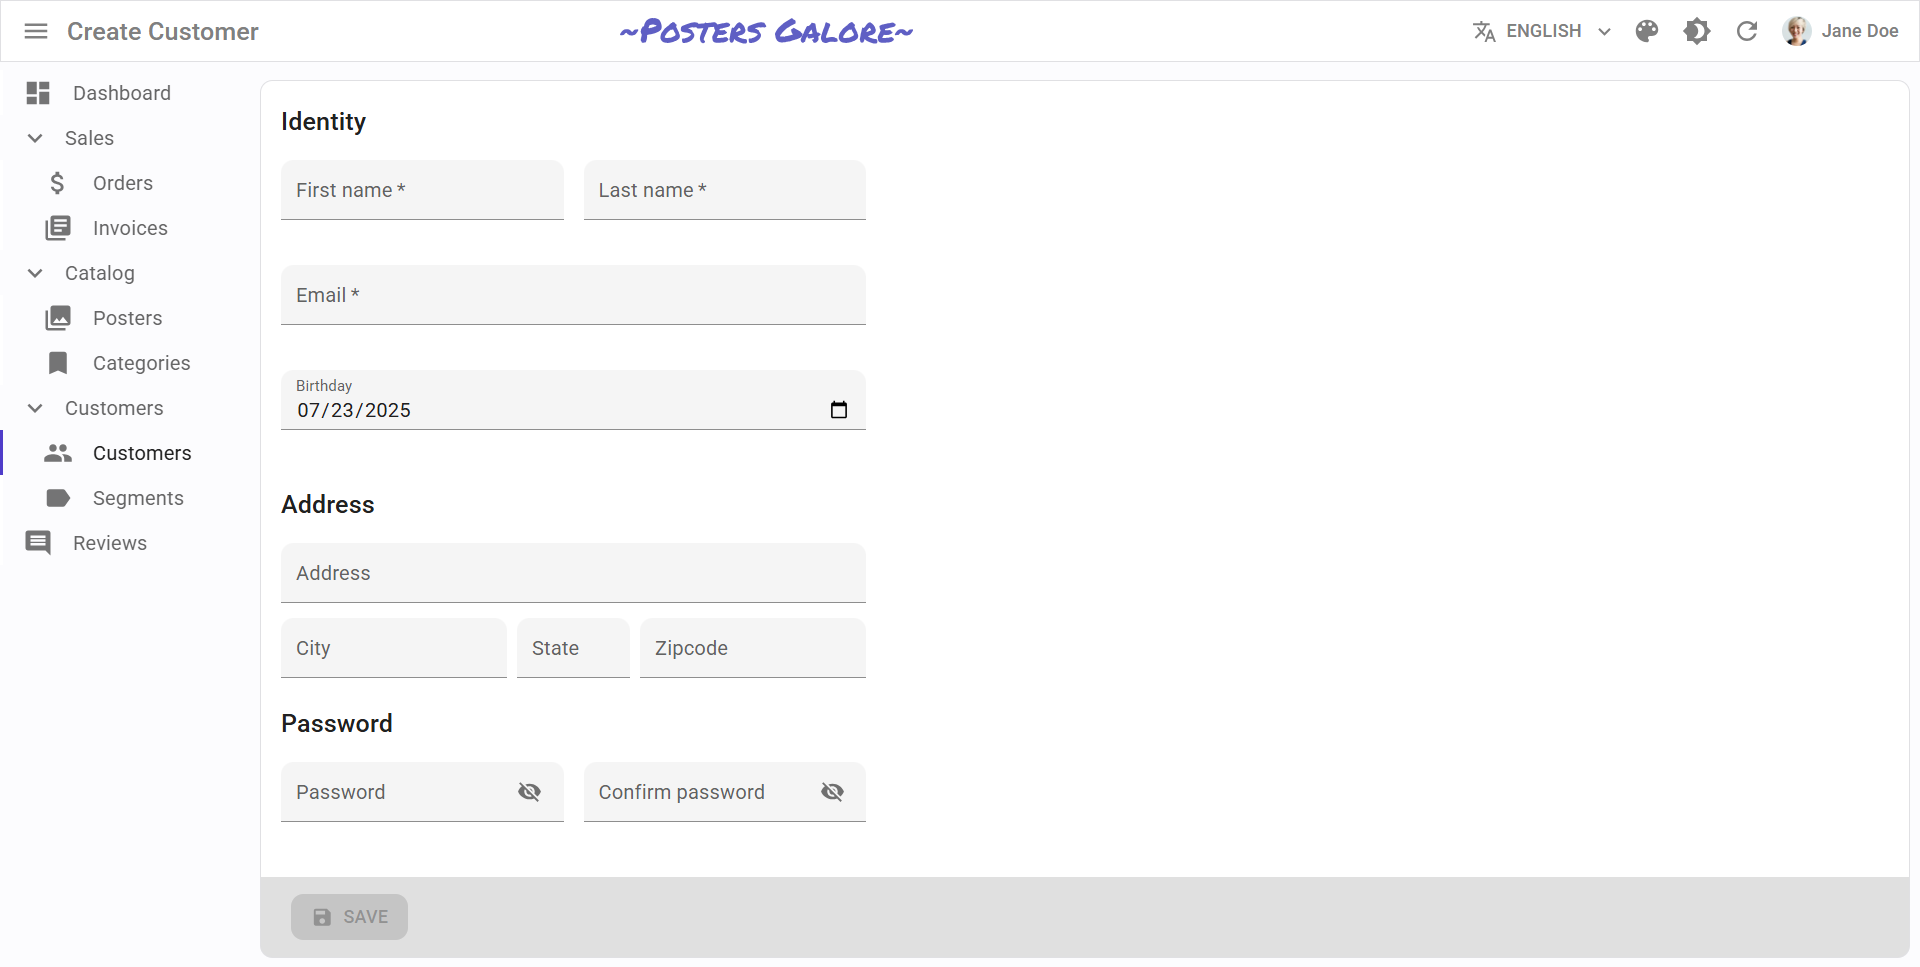 Create Customer
~Posters Galore~
ENGLISH
Jane Doe
Dashboard
Sales
Orders
Invoices
Catalog
Posters
Categories
Customers
Customers
Segments
Reviews
Identity
First name *
Last name *
Email *
Birthday
07/23/2025
Address
Address
City
State
Zipcode
Password
Password
Confirm password
SAVE